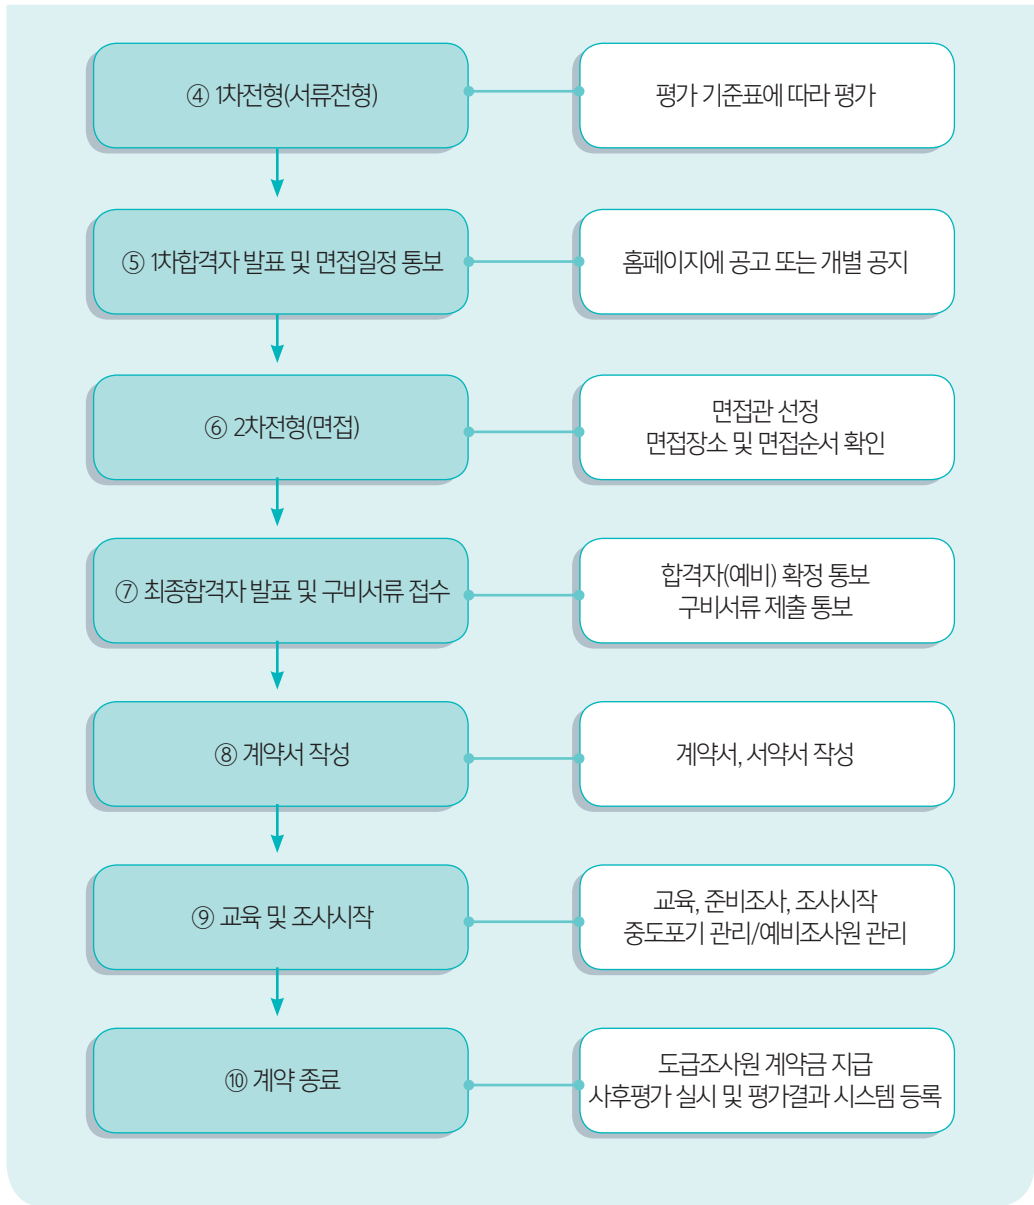 ④ 1차전형(서류전형)
평가 기준표에 따라 평가
⑤ 1차합격자 발표 및 면접일정 통보
홈페이지에 공고 또는 개별 공지
⑥ 2차전형(면접)
면접관 선정
면접장소 및 면접순서 확인
⑦ 최종합격자 발표 및 구비서류 접수
합격자(예비) 확정 통보
구비서류 제출 통보
⑧ 계약서 작성
계약서, 서약서 작성
⑨ 교육 및 조사시작
교육, 준비조사, 조사시작
중도포기 관리/예비조사원 관리
⑩ 계약 종료
도급조사원 계약금 지급
사후평가 실시 및 평가결과 시스템 등록